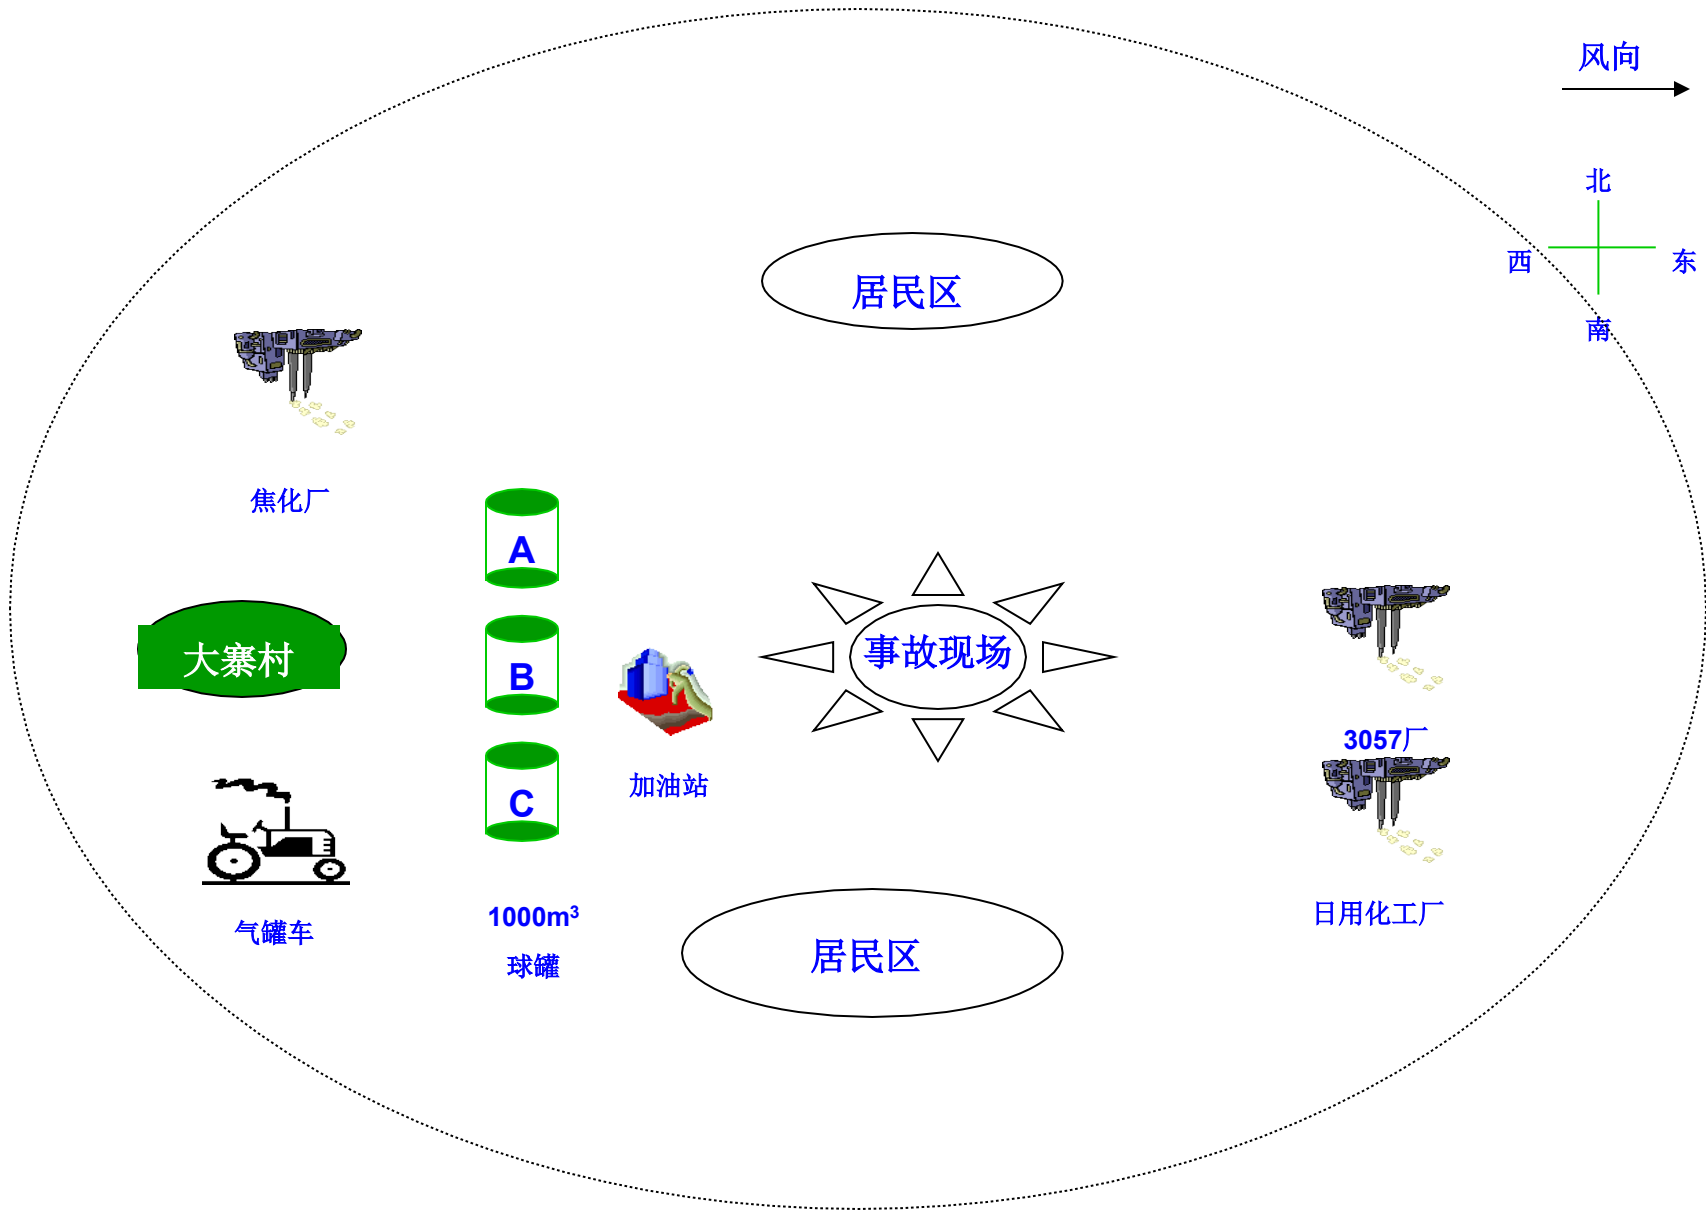 风向
北
西
东
南
居民区
焦化厂
A
大寨村
事故现场
B
3057厂
加油站
C
日用化工厂
气罐车
1000m³
球罐
居民区